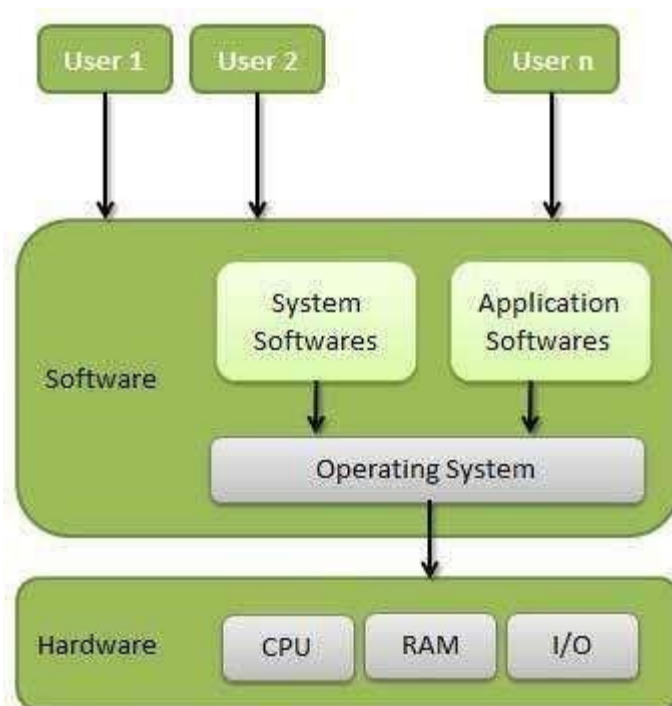 User 1
User 2
User n
System
Softwares
Application
Softwares
Software
Operating System
Hardware
CPU
RAM
I/O